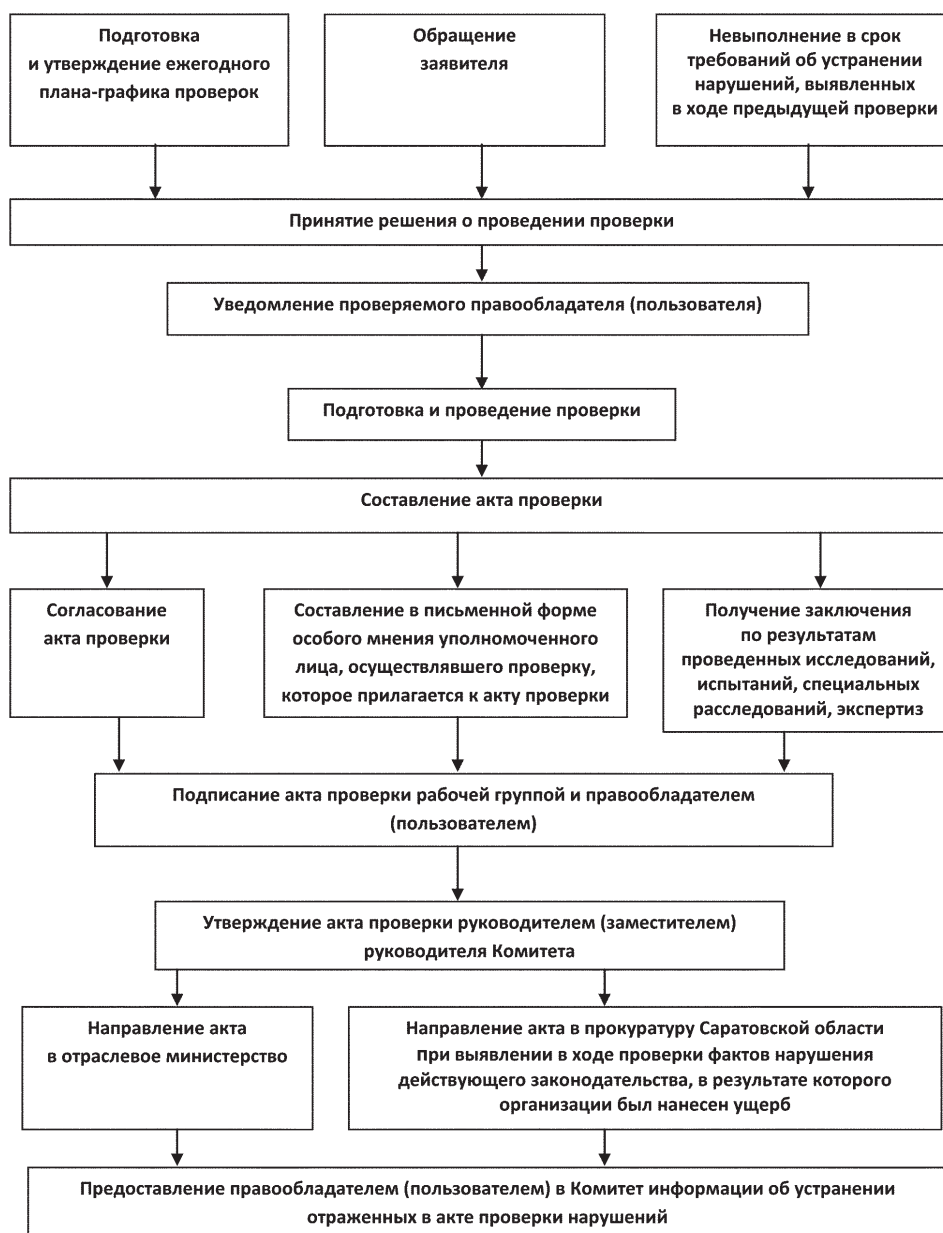 Подготовка
и утверждение ежегодного
плана-графика проверок
Обращение
заявителя
Невыполнение в срок
требований об устранении
нарушений, выявленных
в ходе предыдущей проверки
Принятие решения о проведении проверки
Уведомление проверяемого правообладателя (пользователя)
Подготовка и проведение проверки
Составление акта проверки
Согласование
акта проверки
Составление в письменной форме
особого мнения уполномоченного
лица, осуществлявшего проверку,
которое прилагается к акту проверки
Получение заключения
по результатам
проведенных исследований,
испытаний, специальных
расследований, экспертиз
Подписание акта проверки рабочей группой и правообладателем
(пользователем)
Утверждение акта проверки руководителем (заместителем)
руководителя Комитета
Направление акта
в отраслевое министерство
Направление акта в прокуратуру Саратовской области
при выявлении в ходе проверки фактов нарушения
действующего законодательства, в результате которого
организации был нанесен ущерб
Предоставление правообладателем (пользователем) в Комитет информации об устранении
отраженных в акте проверки нарушений